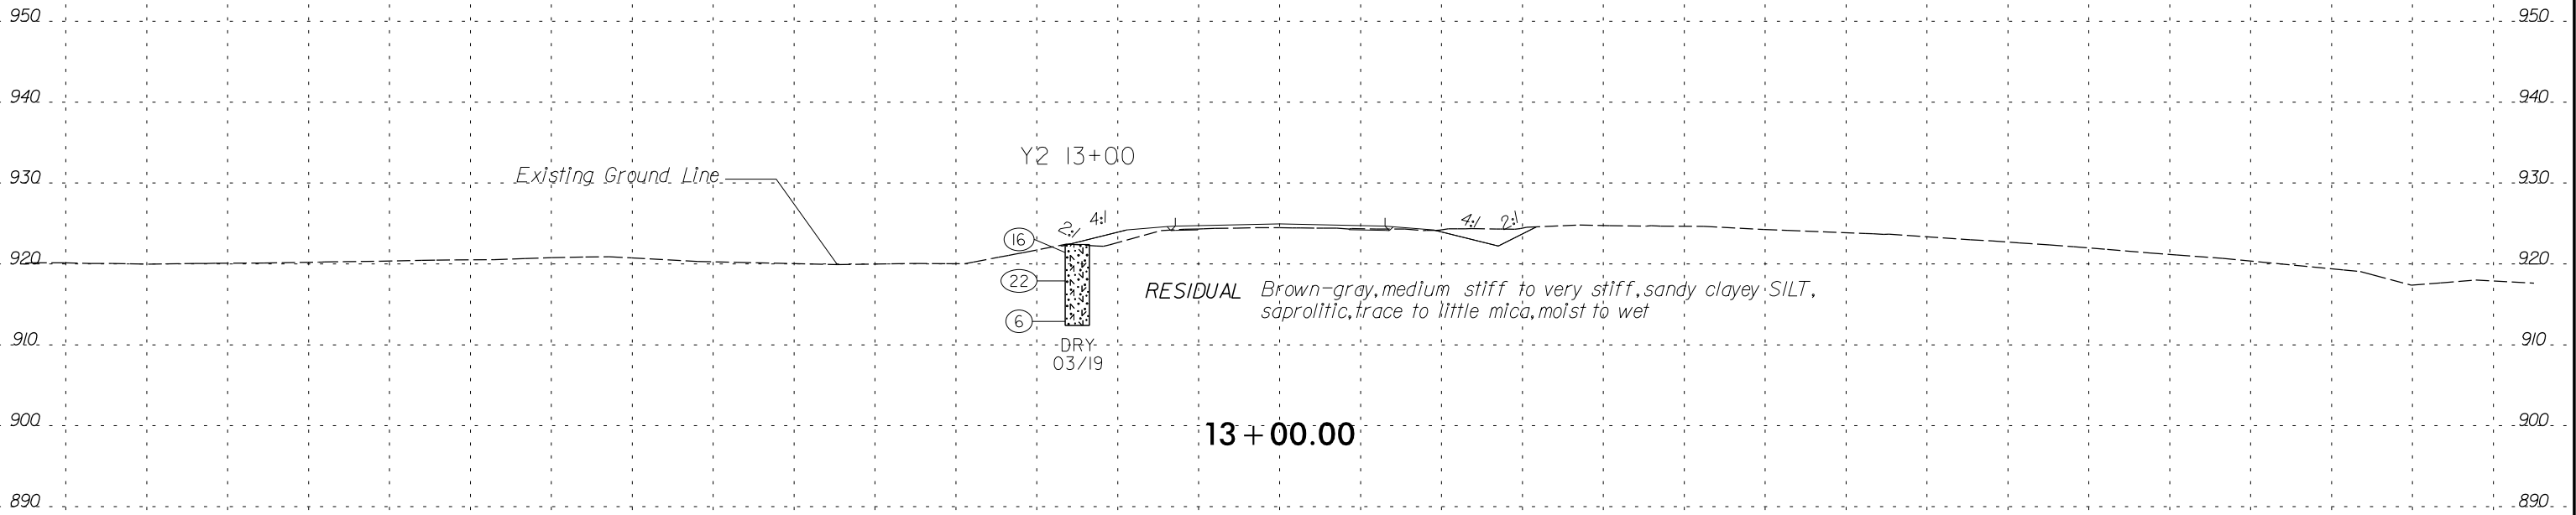 950 950
940 940
Y2 13+00
Existing Ground Line
930 930
2:1 4:1 4:1 2:1
16
920 920
22
RESIDUAL Brown-gray, medium stiff to very stiff, sandy clayey SILT,
saprolitic, trace to little mica, moist to wet
6
910 DRY 910
03/19
900 900
13+00.00
890 890